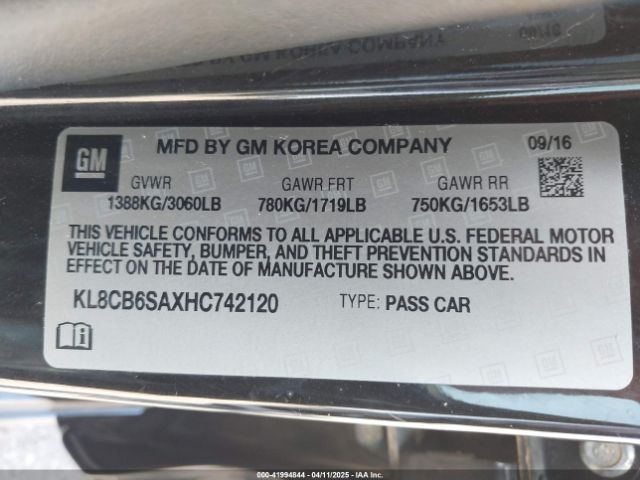 GM
MFD BY GM KOREA COMPANY 09/16
GVWR GAWR FRT GAWR RR
1388KG/3060LB 780KG/1719LB 750KG/1653LB
THIS VEHICLE CONFORMS TO ALL APPLICABLE U.S. FEDERAL MOTOR
VEHICLE SAFETY, BUMPER, AND THEFT PREVENTION STANDARDS IN
EFFECT ON THE DATE OF MANUFACTURE SHOWN ABOVE.
KL8CB6SAXHC742120 TYPE: PASS CAR
000-41994844 - 04/11/2025 - IAA Inc.